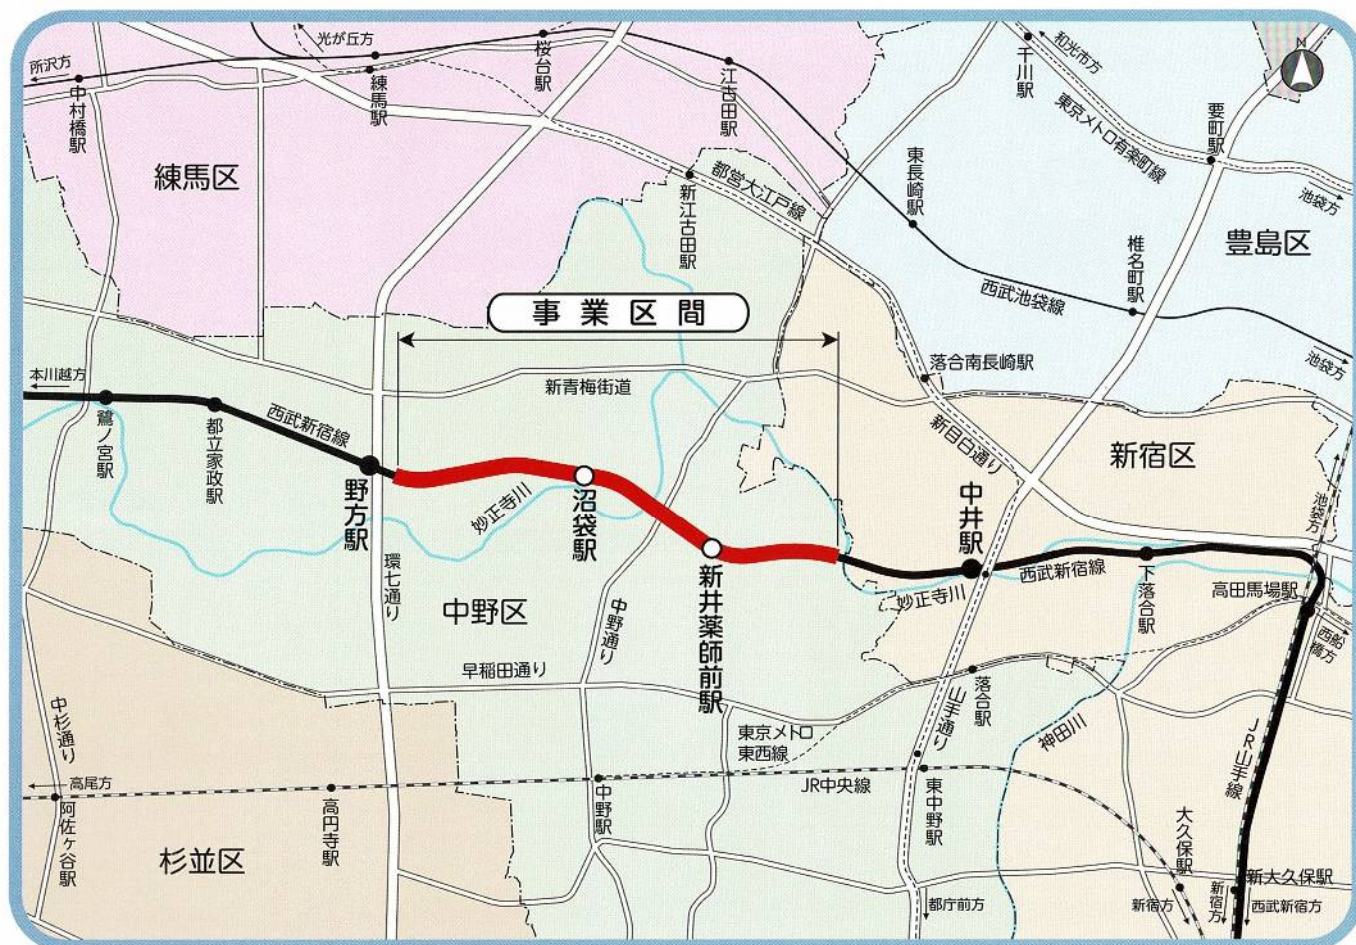 所沢方
中村橋駅
光が丘方
練馬駅
桜台駅
江古田駅
千川駅
和光市方
東京メトロ有楽町線
要町駅
池袋方
N
練馬区
都営大江戸線
新江古田駅
東長崎駅
豊島区
椎名町駅
西武池袋線
池袋方
事業区間
本川越方
鷺ノ宮駅
都立家政駅
西武新宿線
新青梅街道
落合南長崎駅
新目白通り
新宿区
池袋方
野方駅
妙正寺川
沼袋駅
新井薬師前駅
中井駅
妙正寺川
西武新宿線
下落合駅
高田馬場駅
西船橋方
環七通り
中野区
中野通り
早稲田通り
落合駅
山手通り
神田川
JR山手線
中杉通り
東京メトロ
東西線
高尾方
阿佐ヶ谷駅
高円寺駅
中野駅
JR中央線
東中野駅
大久保駅
杉並区
新大久保駅
都庁前方
新宿方
新宿方
西武新宿方